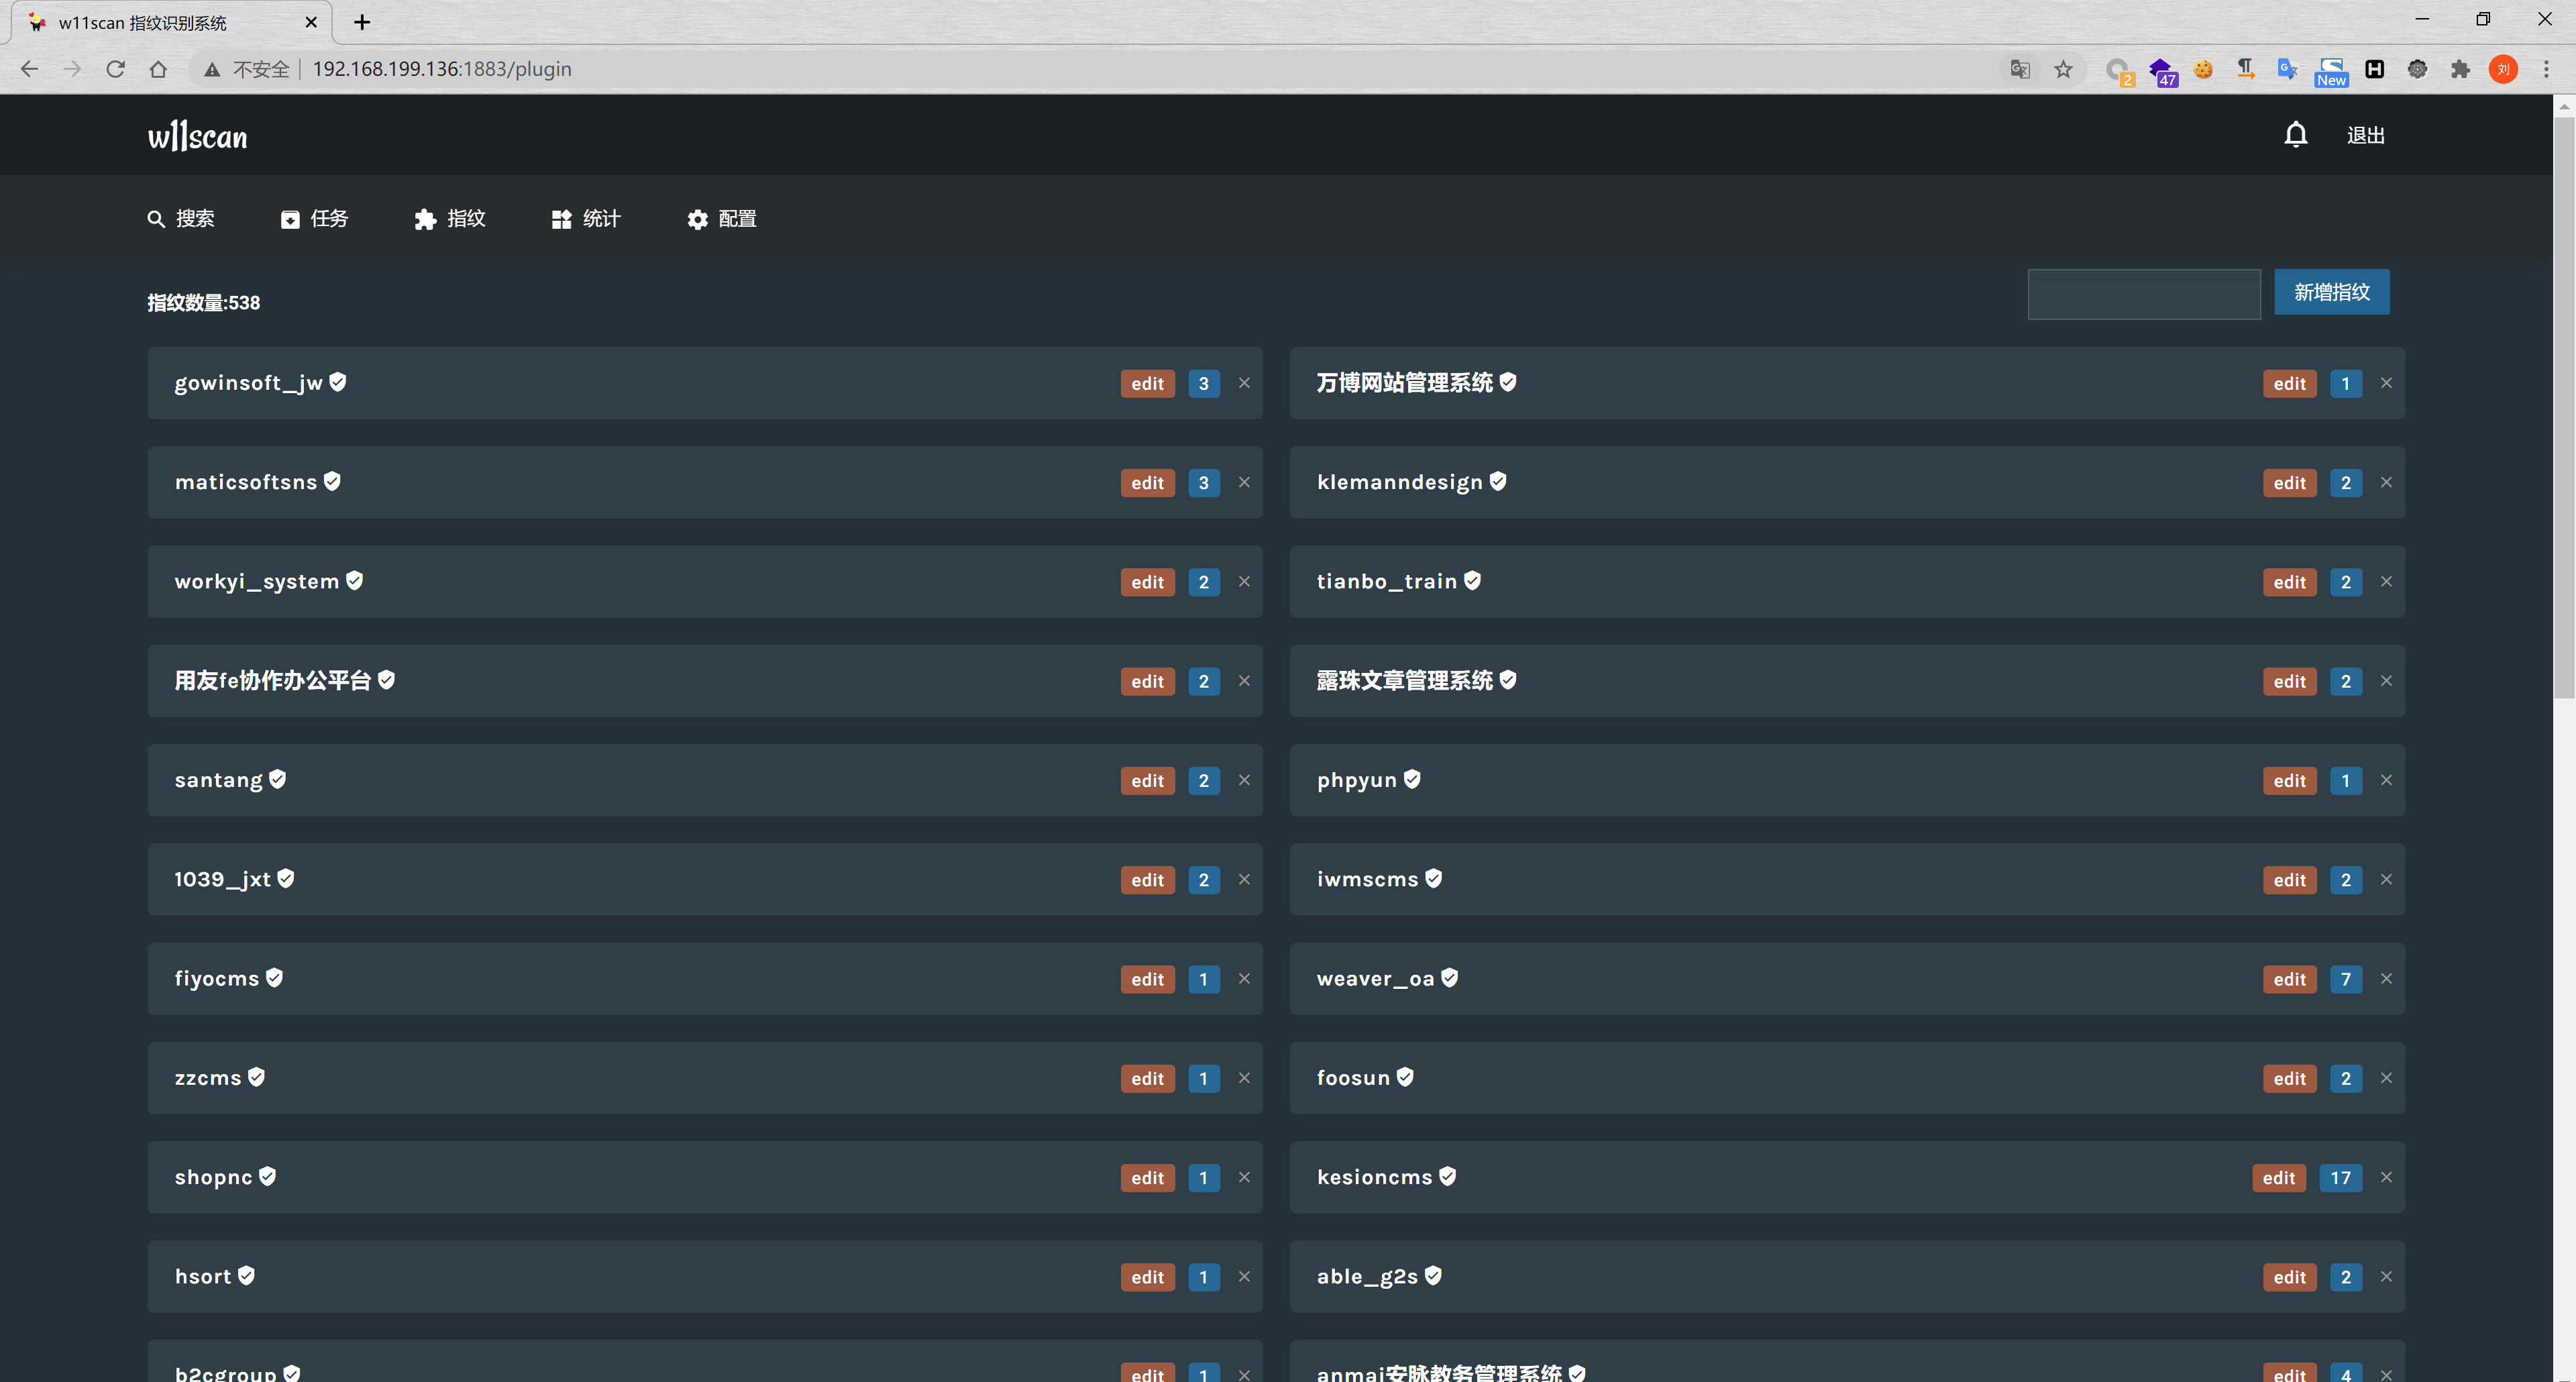 w11scan 指纹识别系统
不安全 192.168.199.136:1883/plugin
2
47
New
刘
w11scan
退出
搜索 任务 指纹 统计 配置
指纹数量:538
新增指纹
gowinsoft_jw edit 3
万博网站管理系统 edit 1
maticsoftsns edit 3
klemanndesign edit 2
workyi_system edit 2
tianbo_train edit 2
用友fe协作办公平台 edit 2
露珠文章管理系统 edit 2
santang edit 2
phpyun edit 1
1039_jxt edit 2
iwmscms edit 2
fiyocms edit 1
weaver_oa edit 7
zzcms edit 1
foosun edit 2
shopnc edit 1
kesioncms edit 17
hsort edit 1
able_g2s edit 2
b2cgroup edit 1
anmai安脉教务管理系统 edit 4